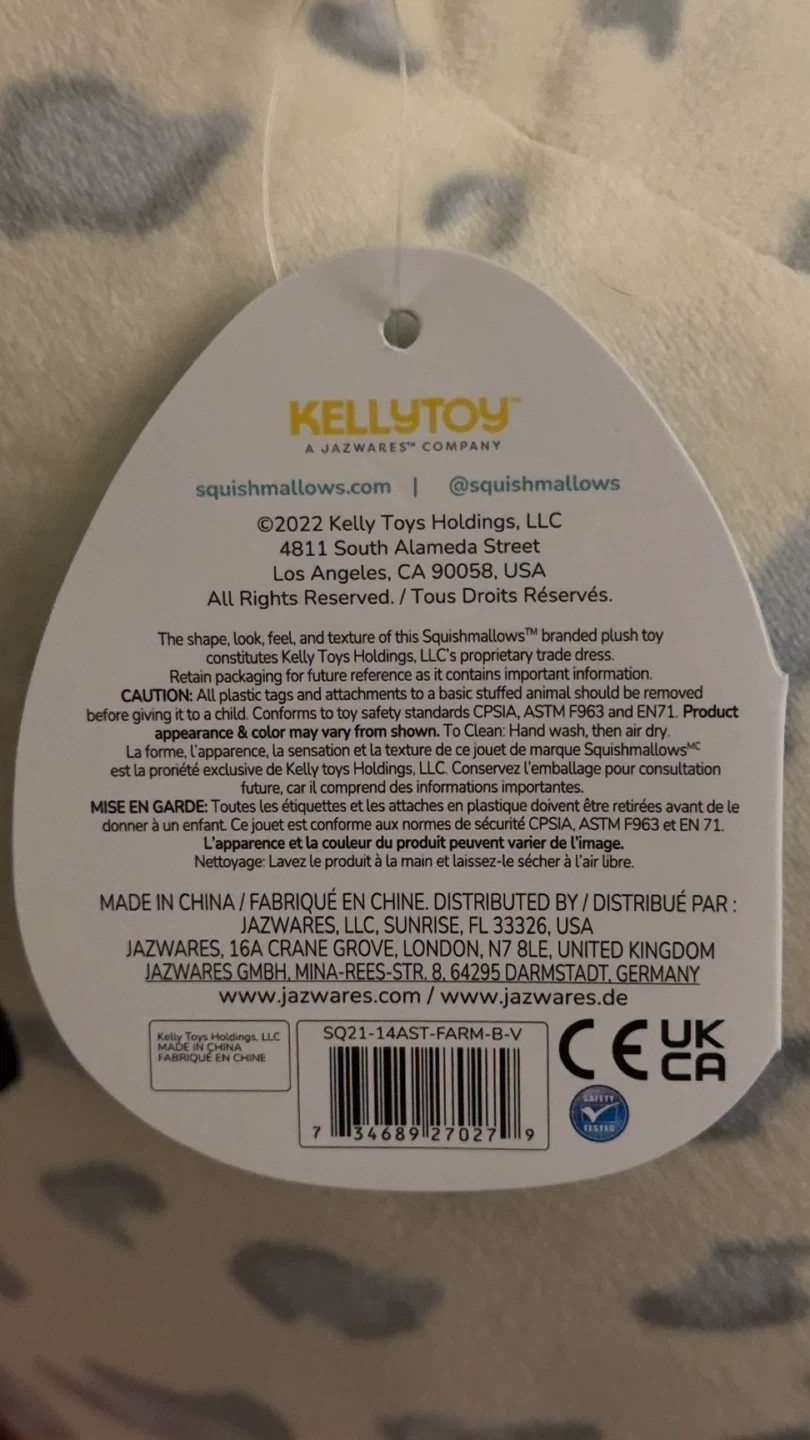 KELLYTOY™
A JAZWARES™ COMPANY
squishmallows.com | @squishmallows
©2022 Kelly Toys Holdings, LLC
4811 South Alameda Street
Los Angeles, CA 90058, USA
All Rights Reserved. / Tous Droits Réservés.
The shape, look, feel, and texture of this Squishmallows™ branded plush toy
constitutes Kelly Toys Holdings, LLC's proprietary trade dress.
Retain packaging for future reference as it contains important information.
CAUTION: All plastic tags and attachments to a basic stuffed animal should be removed
before giving it to a child. Conforms to toy safety standards CPSIA, ASTM F963 and EN71. Product
appearance & color may vary from shown. To Clean: Hand wash, then air dry.
La forme, l'apparence, la sensation et la texture de ce jouet de marque Squishmallows MC
est la proriété exclusive de Kelly toys Holdings, LLC. Conservez l'emballage pour consultation
future, car il comprend des informations importantes.
MISE EN GARDE: Toutes les étiquettes et les attaches en plastique doivent être retirées avant de le
donner à un enfant. Ce jouet est conforme aux normes de sécurité CPSIA, ASTM F963 et EN 71.
L'apparence et la couleur du produit peuvent varier de l'image.
Nettoyage: Lavez le produit à la main et laissez-le sécher à l'air libre.
MADE IN CHINA / FABRIQUÉ EN CHINE. DISTRIBUTED BY / DISTRIBUÉ PAR :
JAZWARES, LLC, SUNRISE, FL 33326, USA
JAZWARES, 16A CRANE GROVE, LONDON, N7 8LE, UNITED KINGDOM
JAZWARES GMBH, MINA-REES-STR. 8, 64295 DARMSTADT, GERMANY
www.jazwares.com / www.jazwares.de
Kelly Toys Holdings, LLC
MADE IN CHINA
FABRIQUÉ EN CHINE
SQ21-14AST-FARM-B-V
7 34689 27027 9
CE
UK
CA
SAFETY
TESTED